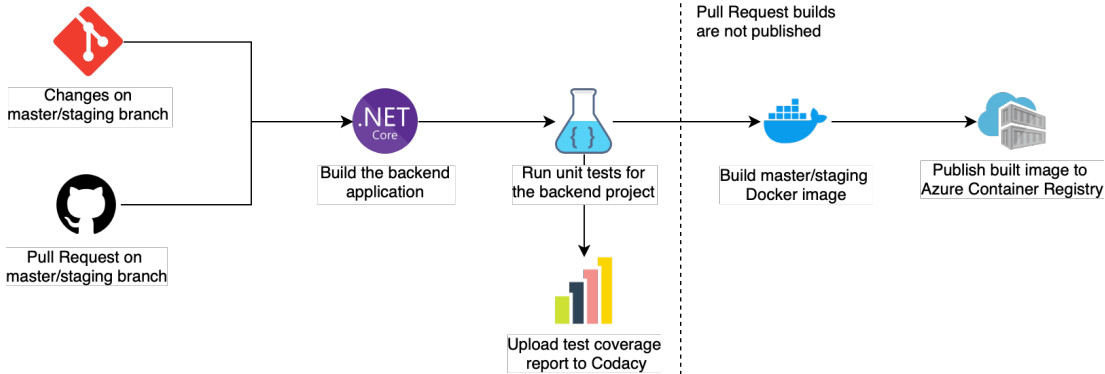 Pull Request builds
are not published
Changes on
master/staging branch
.NET
Core
{ }
Build the backend
application
Run unit tests for
the backend project
Build master/staging
Docker image
Publish built image to
Azure Container Registry
Pull Request on
master/staging branch
Upload test coverage
report to Codacy